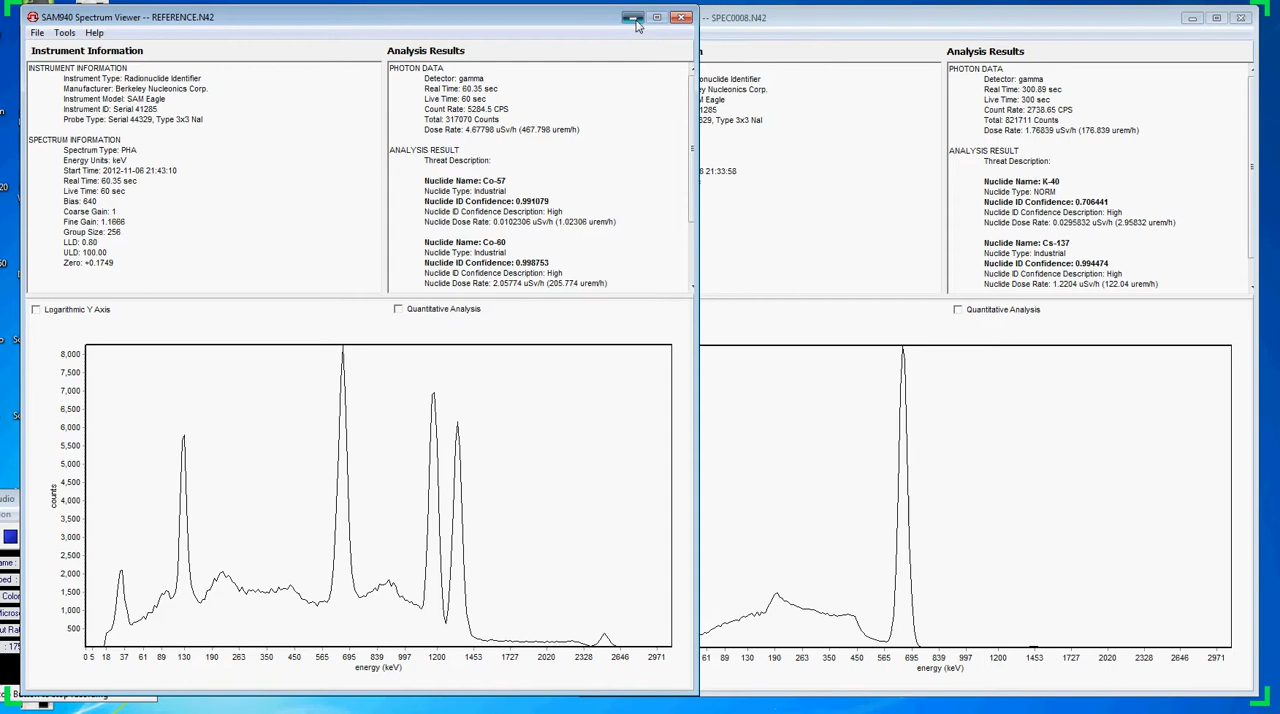 SAM940 Spectrum Viewer -- REFERENCE.N42
File Tools Help
Instrument Information
INSTRUMENT INFORMATION
Instrument Type: Radionuclide Identifier
Manufacturer: Berkeley Nucleonics Corp.
Instrument Model: SAM Eagle
Instrument ID: Serial 41285
Probe Type: Serial 44329, Type 3x3 NaI
SPECTRUM INFORMATION
Spectrum Type: PHA
Energy Units: keV
Start Time: 2012-11-06 21:43:10
Real Time: 60.35 sec
Live Time: 60 sec
Bias: 640
Coarse Gain: 1
Fine Gain: 1.1666
Group Size: 256
LLD: 0.80
ULD: 100.00
Zero: +0.1749
Analysis Results
PHOTON DATA
Detector: gamma
Real Time: 60.35 sec
Live Time: 60 sec
Count Rate: 5284.5 CPS
Total: 317070 Counts
Dose Rate: 4.67798 uSv/h (467.798 urem/h)
ANALYSIS RESULT
Threat Description:
Nuclide Name: Co-57
Nuclide Type: Industrial
Nuclide ID Confidence: 0.991079
Nuclide ID Confidence Description: High
Nuclide Dose Rate: 0.0102306 uSv/h (1.02306 urem/h)
Nuclide Name: Co-60
Nuclide Type: Industrial
Nuclide ID Confidence: 0.998753
Nuclide ID Confidence Description: High
Nuclide Dose Rate: 2.05774 uSv/h (205.774 urem/h)
Logarithmic Y Axis
Quantitative Analysis
8,000
7,500
7,000
6,500
6,000
5,500
5,000
4,500
4,000
3,500
3,000
2,500
2,000
1,500
1,000
500
counts
0 5 18 37 61 89 130 190 263 350 450 565 695 839 997 1200 1453 1727 2020 2328 2646 2971
energy (keV)
-- SPEC0008.N42
n
onuclide Identifier
ey Nucleonics Corp.
M Eagle
41285
329, Type 3x3 NaI
21:33:58
Analysis Results
PHOTON DATA
Detector: gamma
Real Time: 300.89 sec
Live Time: 300 sec
Count Rate: 2738.65 CPS
Total: 821711 Counts
Dose Rate: 1.76839 uSv/h (176.839 urem/h)
ANALYSIS RESULT
Threat Description:
Nuclide Name: K-40
Nuclide Type: NORM
Nuclide ID Confidence: 0.706441
Nuclide ID Confidence Description: High
Nuclide Dose Rate: 0.0295832 uSv/h (2.95832 urem/h)
Nuclide Name: Cs-137
Nuclide Type: Industrial
Nuclide ID Confidence: 0.994474
Nuclide ID Confidence Description: High
Nuclide Dose Rate: 1.2204 uSv/h (122.04 urem/h)
Quantitative Analysis
61 89 130 190 263 350 450 565 695 839 997 1200 1453 1727 2020 2328 2646 2971
energy (keV)